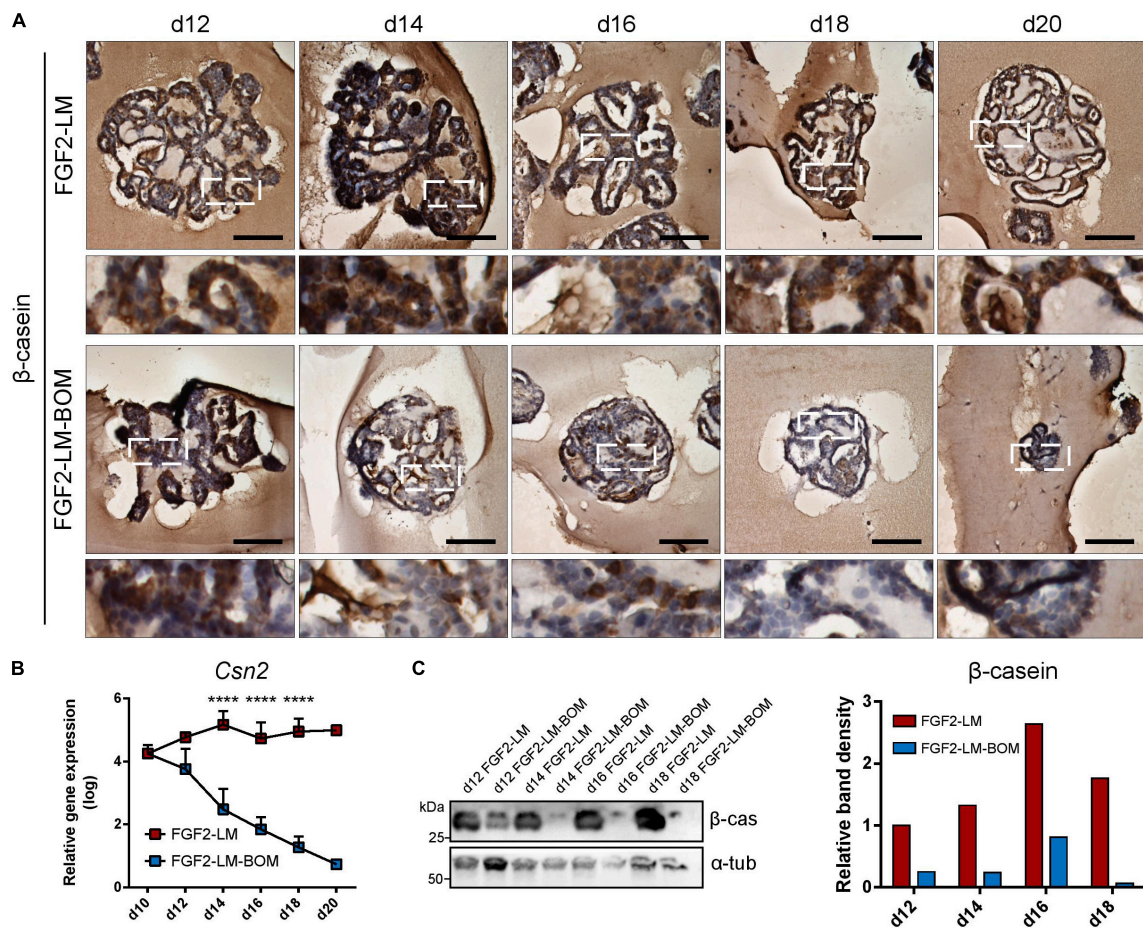 A
d12 d14 d16 d18 d20
β-casein
FGF2-LM
FGF2-LM-BOM
B
Csn2
Relative gene expression
(log)
6
4
2
0
**** **** ****
FGF2-LM
FGF2-LM-BOM
d10 d12 d14 d16 d18 d20
C
d12 FGF2-LM
d12 FGF2-LM-BOM
d14 FGF2-LM
d14 FGF2-LM-BOM
d16 FGF2-LM
d16 FGF2-LM-BOM
d18 FGF2-LM
d18 FGF2-LM-BOM
kDa
25
β-cas
50
α-tub
β-casein
Relative band density
3
2
1
0
FGF2-LM
FGF2-LM-BOM
d12 d14 d16 d18